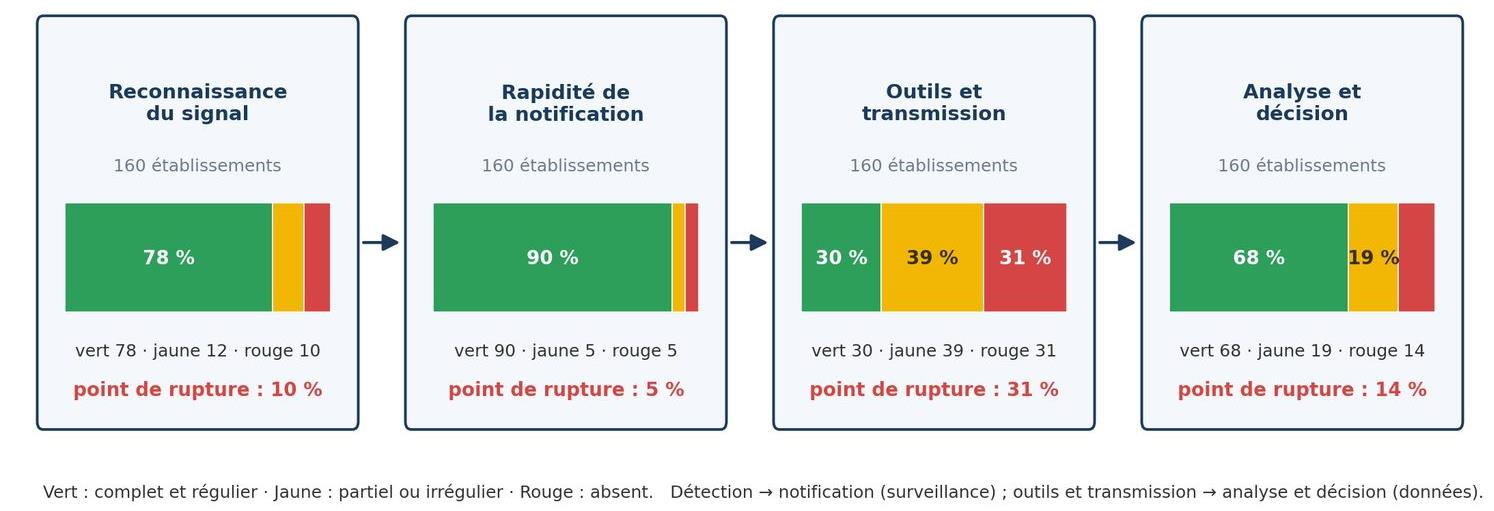 Reconnaissance
du signal
160 établissements
78 %
vert 78 · jaune 12 · rouge 10
point de rupture : 10 %
Rapidité de
la notification
160 établissements
90 %
vert 90 · jaune 5 · rouge 5
point de rupture : 5 %
Outils et
transmission
160 établissements
30 % 39 % 31 %
vert 30 · jaune 39 · rouge 31
point de rupture : 31 %
Analyse et
décision
160 établissements
68 % 19 %
vert 68 · jaune 19 · rouge 14
point de rupture : 14 %
Vert : complet et régulier · Jaune : partiel ou irrégulier · Rouge : absent. Détection → notification (surveillance) ; outils et transmission → analyse et décision (données).